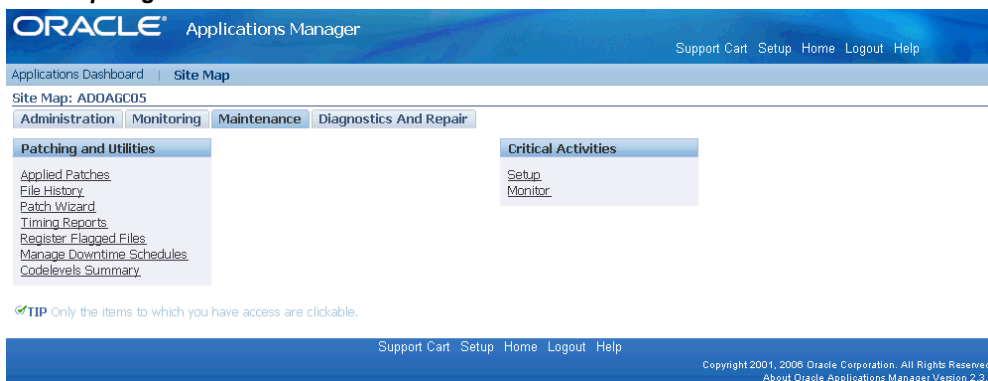 ORACLE® Applications Manager
Support Cart Setup Home Logout Help
Applications Dashboard | Site Map
Site Map: ADOAGC05
Administration Monitoring Maintenance Diagnostics And Repair
Patching and Utilities
Applied Patches
File History
Patch Wizard
Timing Reports
Register Flagged Files
Manage Downtime Schedules
Codelevels Summary
Critical Activities
Setup
Monitor
TIP Only the items to which you have access are clickable.
Support Cart Setup Home Logout Help
Copyright 2001, 2006 Oracle Corporation. All Rights Reserve
About Oracle Applications Manager Version 2.3.